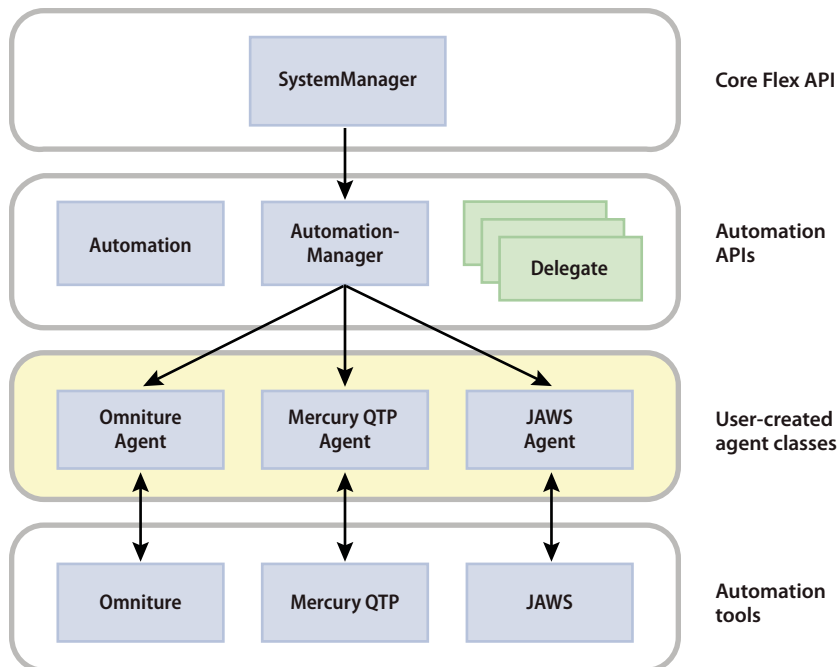 SystemManager
Core Flex API
Automation
Automation-
Manager
Delegate
Automation
APIs
Omniture
Agent
Mercury QTP
Agent
JAWS
Agent
User-created
agent classes
Omniture
Mercury QTP
JAWS
Automation
tools